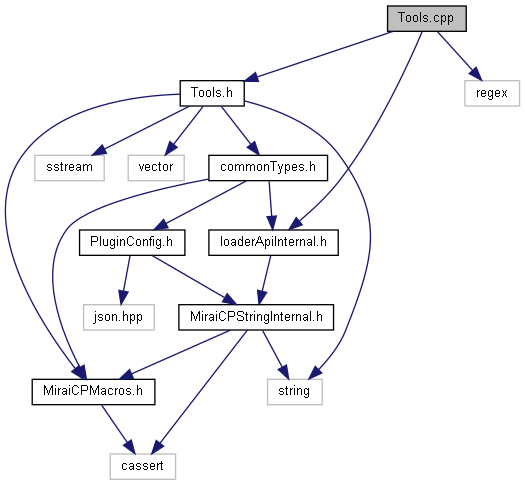 Tools.cpp
Tools.h
regex
sstream
vector
commonTypes.h
PluginConfig.h
loaderApiInternal.h
json.hpp
MiraiCPStringInternal.h
MiraiCPMacros.h
string
cassert